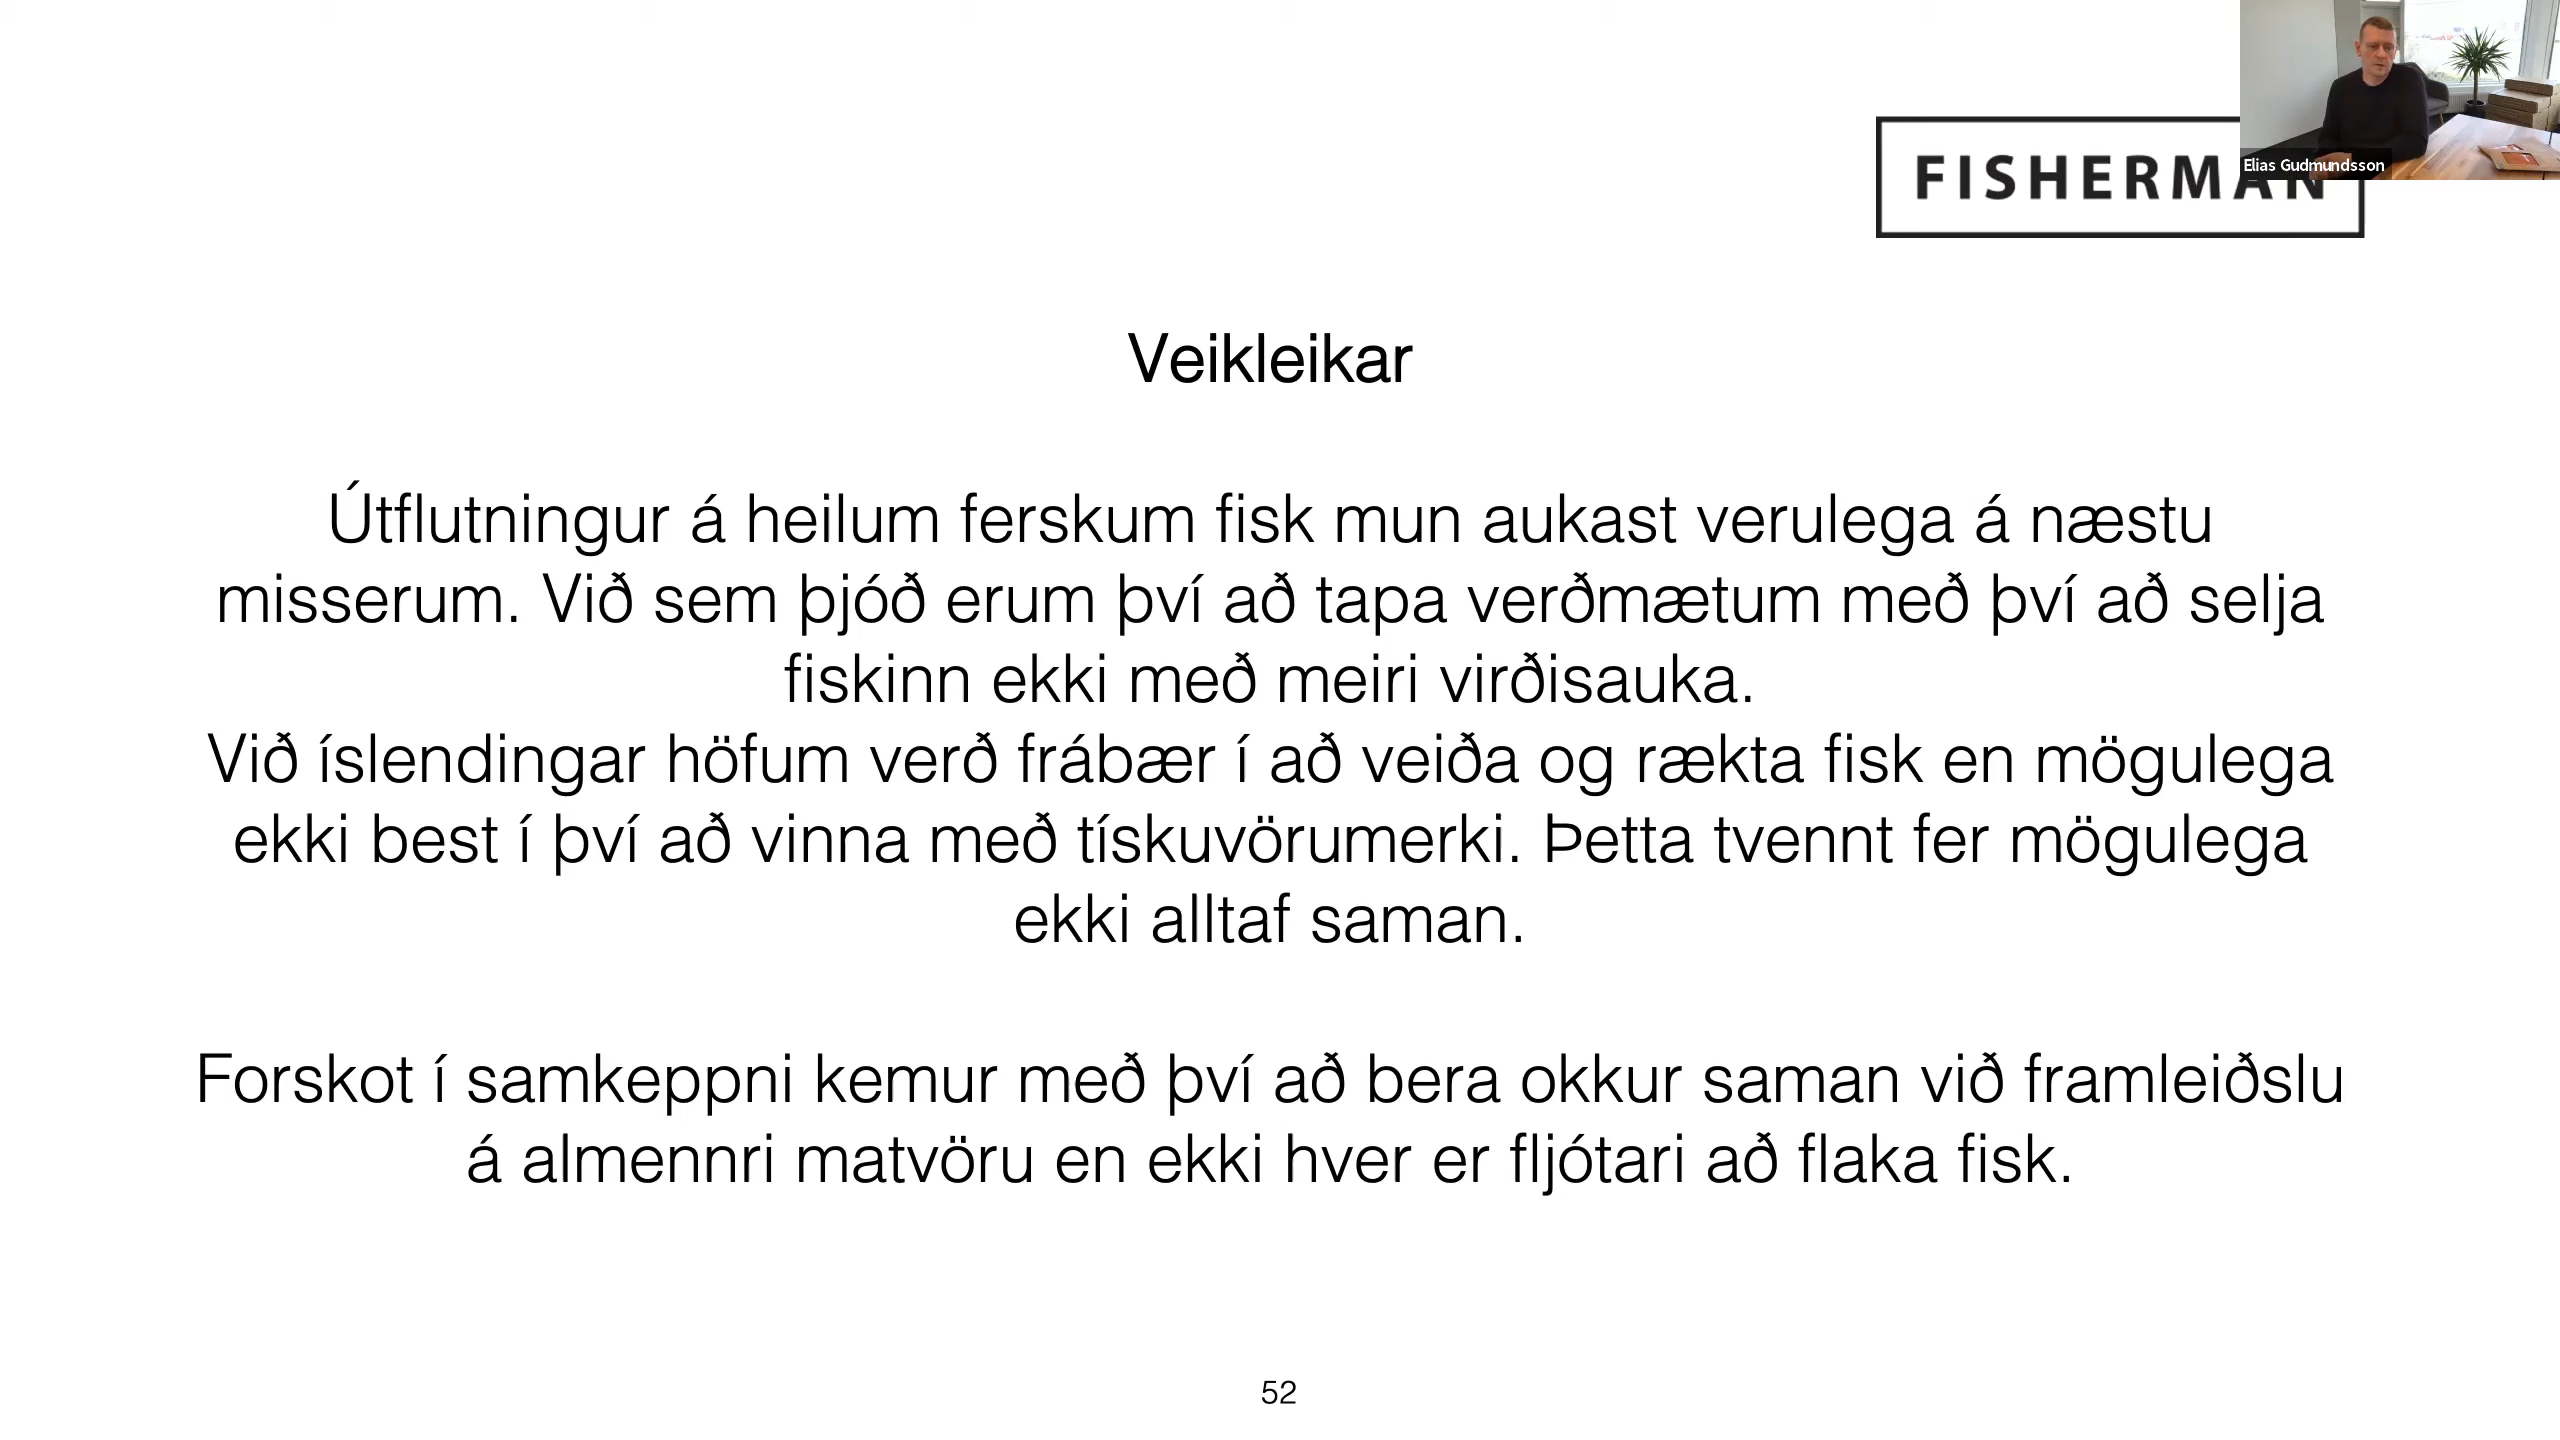 Elias Gudmundsson
FISHERMAN
Veikleikar
Útflutningur á heilum ferskum fisk mun aukast verulega á næstu
misserum. Við sem þjóð erum því að tapa verðmætum með því að selja
fiskinn ekki með meiri virðisauka.
Við íslendingar höfum verð frábær í að veiða og rækta fisk en mögulega
ekki best í því að vinna með tískuvörumerki. Þetta tvennt fer mögulega
ekki alltaf saman.
Forskot í samkeppni kemur með því að bera okkur saman við framleiðslu
á almennri matvöru en ekki hver er fljótari að flaka fisk.
52